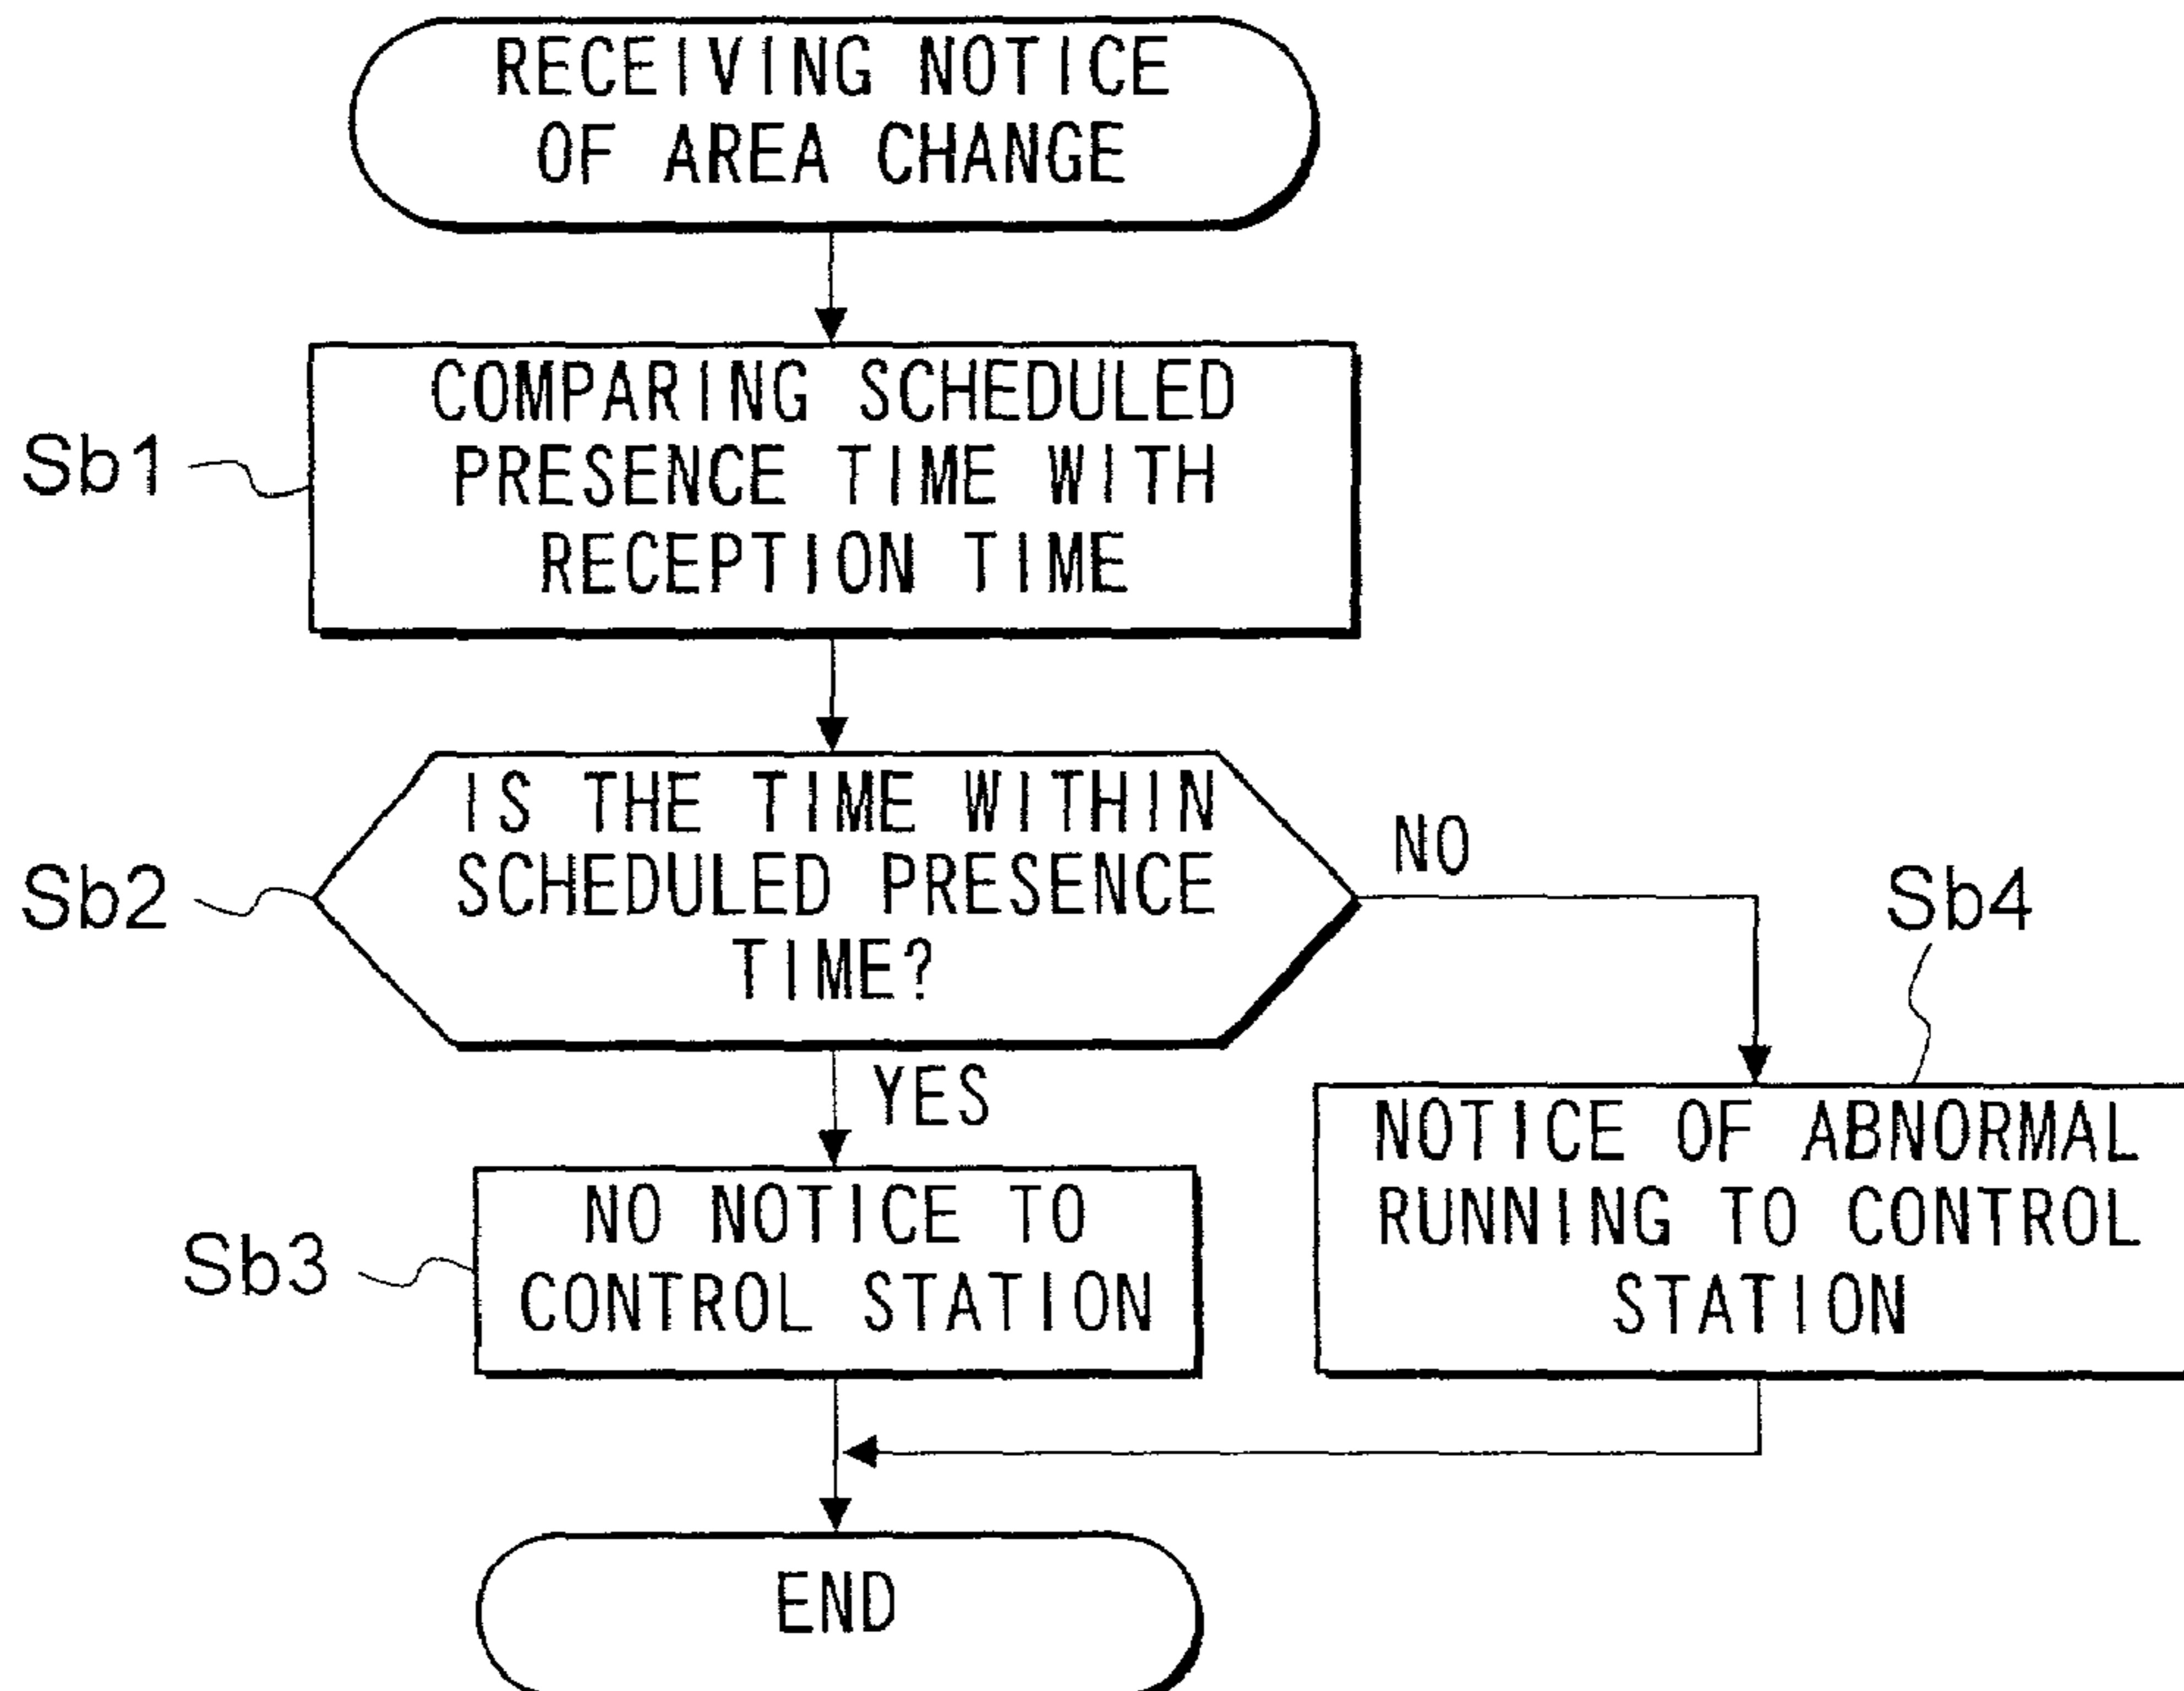 RECEIVING NOTICE
OF AREA CHANGE
Sb1
COMPARING SCHEDULED
PRESENCE TIME WITH
RECEPTION TIME
Sb2
IS THE TIME WITHIN
SCHEDULED PRESENCE
TIME?
NO
Sb4
YES
NOTICE OF ABNORMAL
RUNNING TO CONTROL
STATION
Sb3
NO NOTICE TO
CONTROL STATION
END